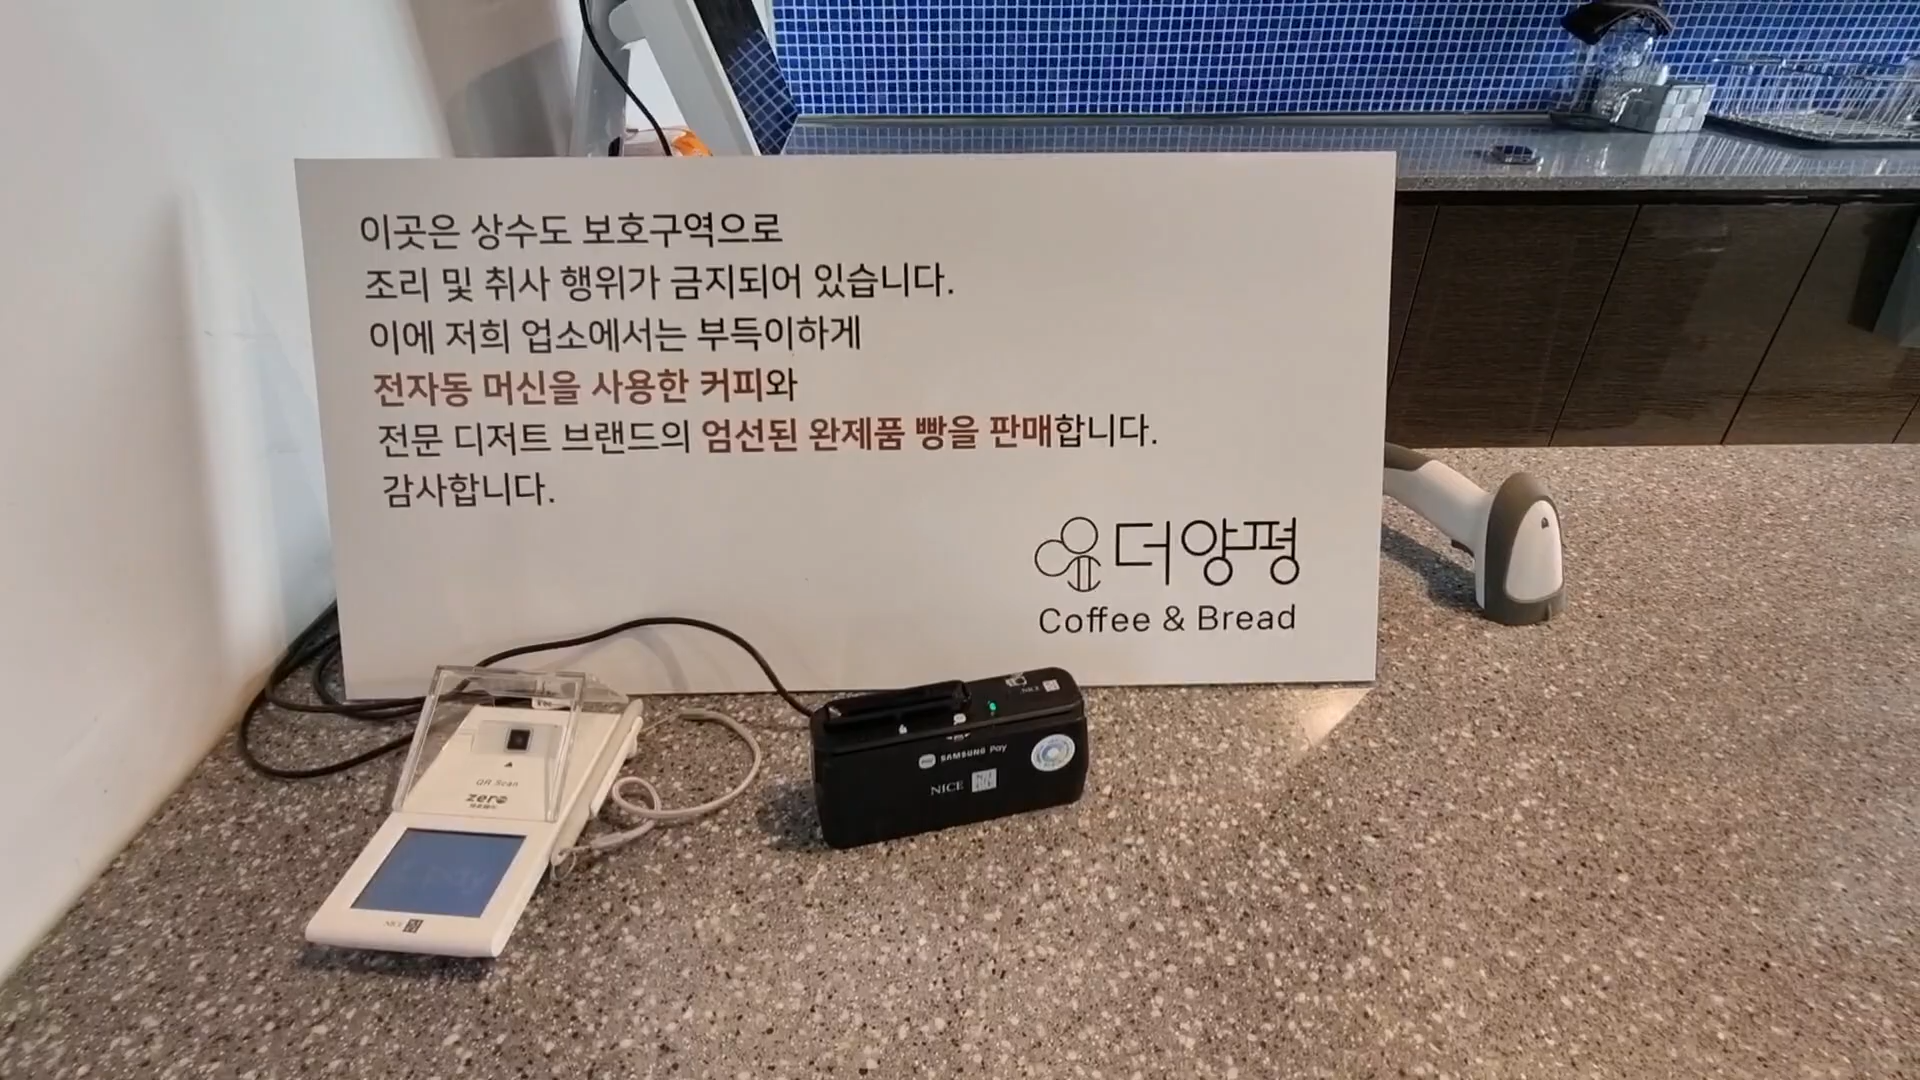 이곳은 상수도 보호구역으로
조리 및 취사 행위가 금지되어 있습니다.
이에 저희 업소에서는 부득이하게
전자동 머신을 사용한 커피와
전문 디저트 브랜드의 엄선된 완제품 빵을 판매합니다.
감사합니다.
더양평
Coffee & Bread
QR Scan
zero
NICE
SAMSUNG Pay
NICE
NICE